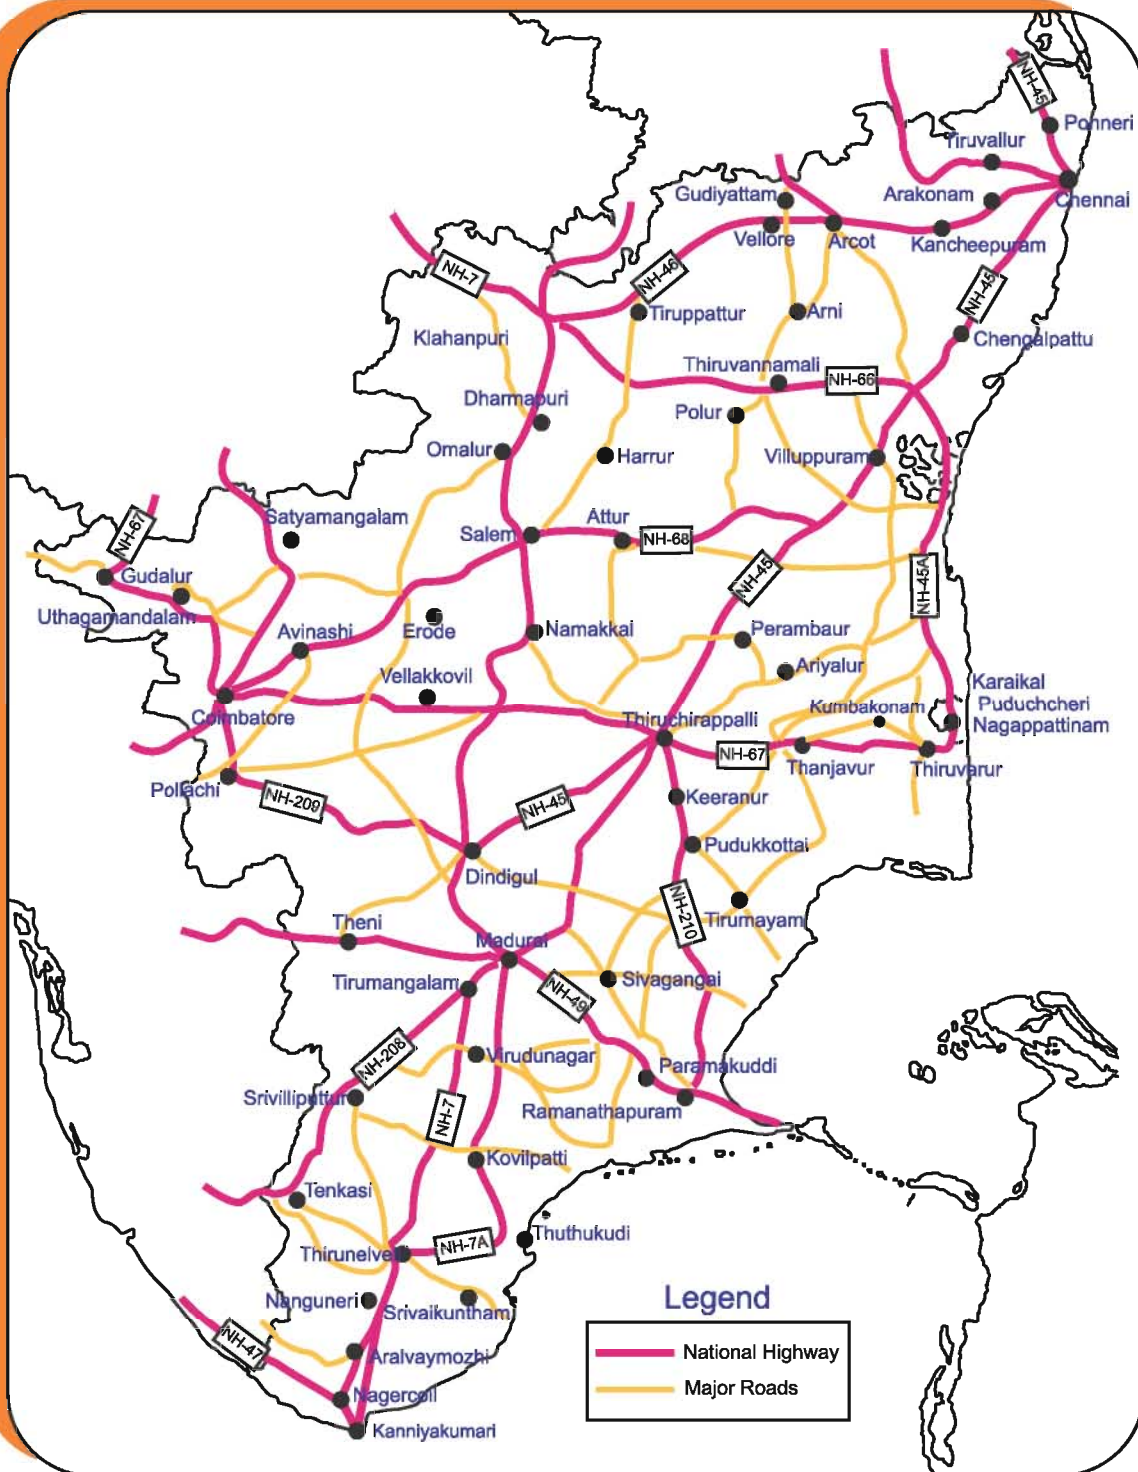 NH-45
Ponneri
Tiruvallur
Chennai
Gudiyattam
Arakonam
Vellore
Arcot
Kancheepuram
NH-7
NH-46
NH-45
Tiruppattur
Arni
Klahanpuri
Chengalpattu
Thiruvannamali
NH-66
Dharmapuri
Polur
Omalur
Harrur
Villuppuram
NH-67
Satyamangalam
Salem
Attur
NH-68
NH-45
NH-45A
Gudalur
Uthagamandalam
Avinashi
Erode
Namakkal
Perambaur
Ariyalur
Vellakkovil
Karaikal
Puduchcheri
Nagappattinam
Kumbakonam
Coimbatore
Thiruchirappalli
NH-67
Thanjavur
Thiruvarur
Pollachi
NH-209
NH-45
Keeranur
Pudukkottai
Dindigul
NH-210
Tirumayam
Theni
Madurai
Tirumangalam
NH-49
Sivagangai
NH-208
Virudunagar
Paramakuddi
Srivilliputtur
NH-7
Ramanathapuram
Kovilpatti
Tenkasi
Thuthukudi
Thirunelveli
NH-7A
Nanguneri
Srivaikuntham
NH-47
Aralvaymozhi
Nagercoil
Kanniyakumari
Legend
National Highway
Major Roads